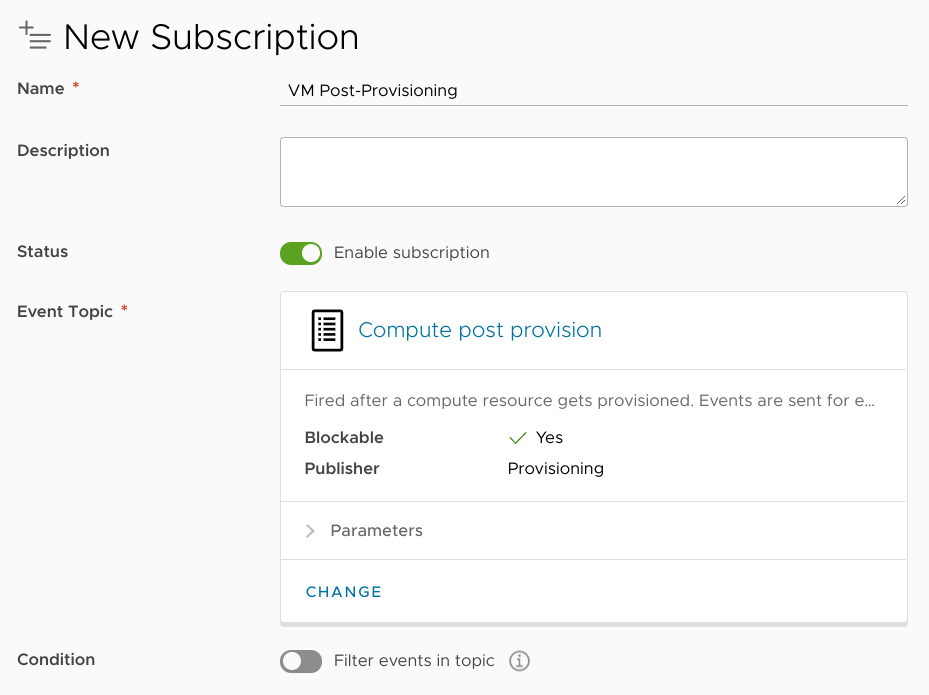 New Subscription
Name *
VM Post-Provisioning
Description
Status
Enable subscription
Event Topic *
Compute post provision
Fired after a compute resource gets provisioned. Events are sent for e...
Blockable Yes
Publisher Provisioning
Parameters
CHANGE
Condition
Filter events in topic